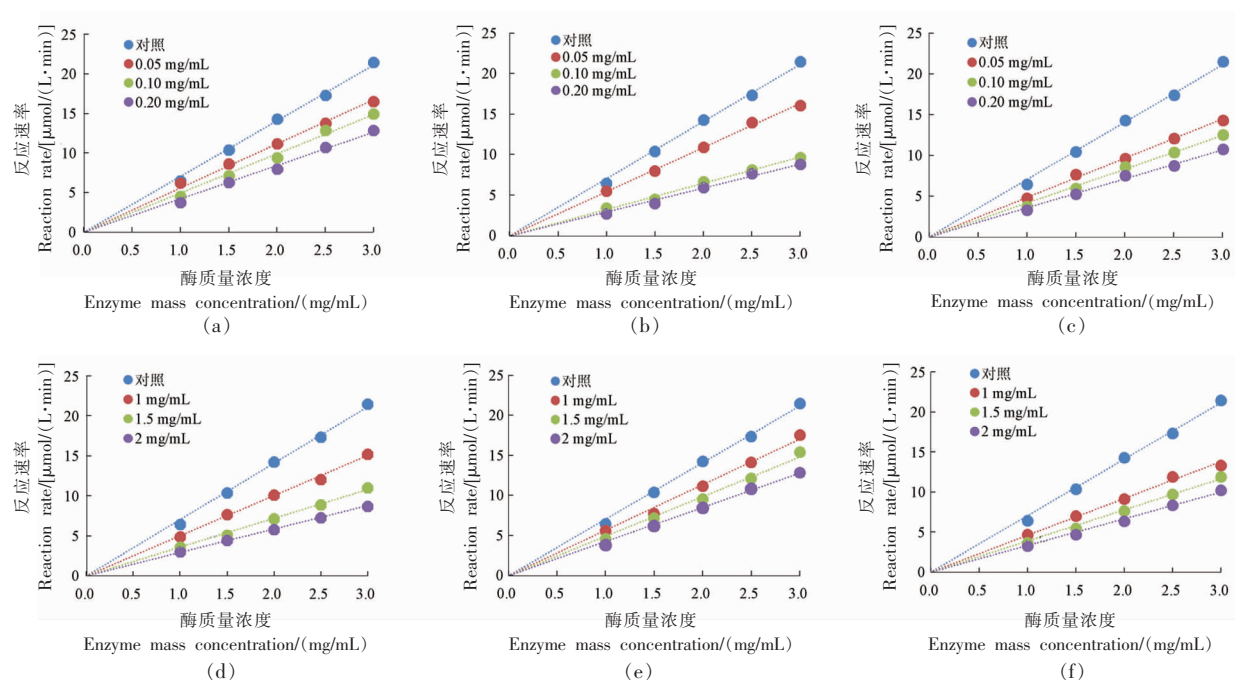 反应速率
Reaction rate/[μmol/(L·min)]
25
20
15
10
5
0
对照
0.05 mg/mL
0.10 mg/mL
0.20 mg/mL
0.0 0.5 1.0 1.5 2.0 2.5 3.0
酶质量浓度
Enzyme mass concentration/(mg/mL)
(a)
反应速率
Reaction rate/[μmol/(L·min)]
25
20
15
10
5
0
对照
0.05 mg/mL
0.10 mg/mL
0.20 mg/mL
0.0 0.5 1.0 1.5 2.0 2.5 3.0
酶质量浓度
Enzyme mass concentration/(mg/mL)
(b)
反应速率
Reaction rate/[μmol/(L·min)]
25
20
15
10
5
0
对照
0.05 mg/mL
0.10 mg/mL
0.20 mg/mL
0.0 0.5 1.0 1.5 2.0 2.5 3.0
酶质量浓度
Enzyme mass concentration/(mg/mL)
(c)
反应速率
Reaction rate/[μmol/(L·min)]
25
20
15
10
5
0
对照
1 mg/mL
1.5 mg/mL
2 mg/mL
0.0 0.5 1.0 1.5 2.0 2.5 3.0
酶质量浓度
Enzyme mass concentration/(mg/mL)
(d)
反应速率
Reaction rate/[μmol/(L·min)]
25
20
15
10
5
0
对照
1 mg/mL
1.5 mg/mL
2 mg/mL
0.0 0.5 1.0 1.5 2.0 2.5 3.0
酶质量浓度
Enzyme mass concentration/(mg/mL)
(e)
反应速率
Reaction rate/[μmol/(L·min)]
25
20
15
10
5
0
对照
1 mg/mL
1.5 mg/mL
2 mg/mL
0.0 0.5 1.0 1.5 2.0 2.5 3.0
酶质量浓度
Enzyme mass concentration/(mg/mL)
(f)